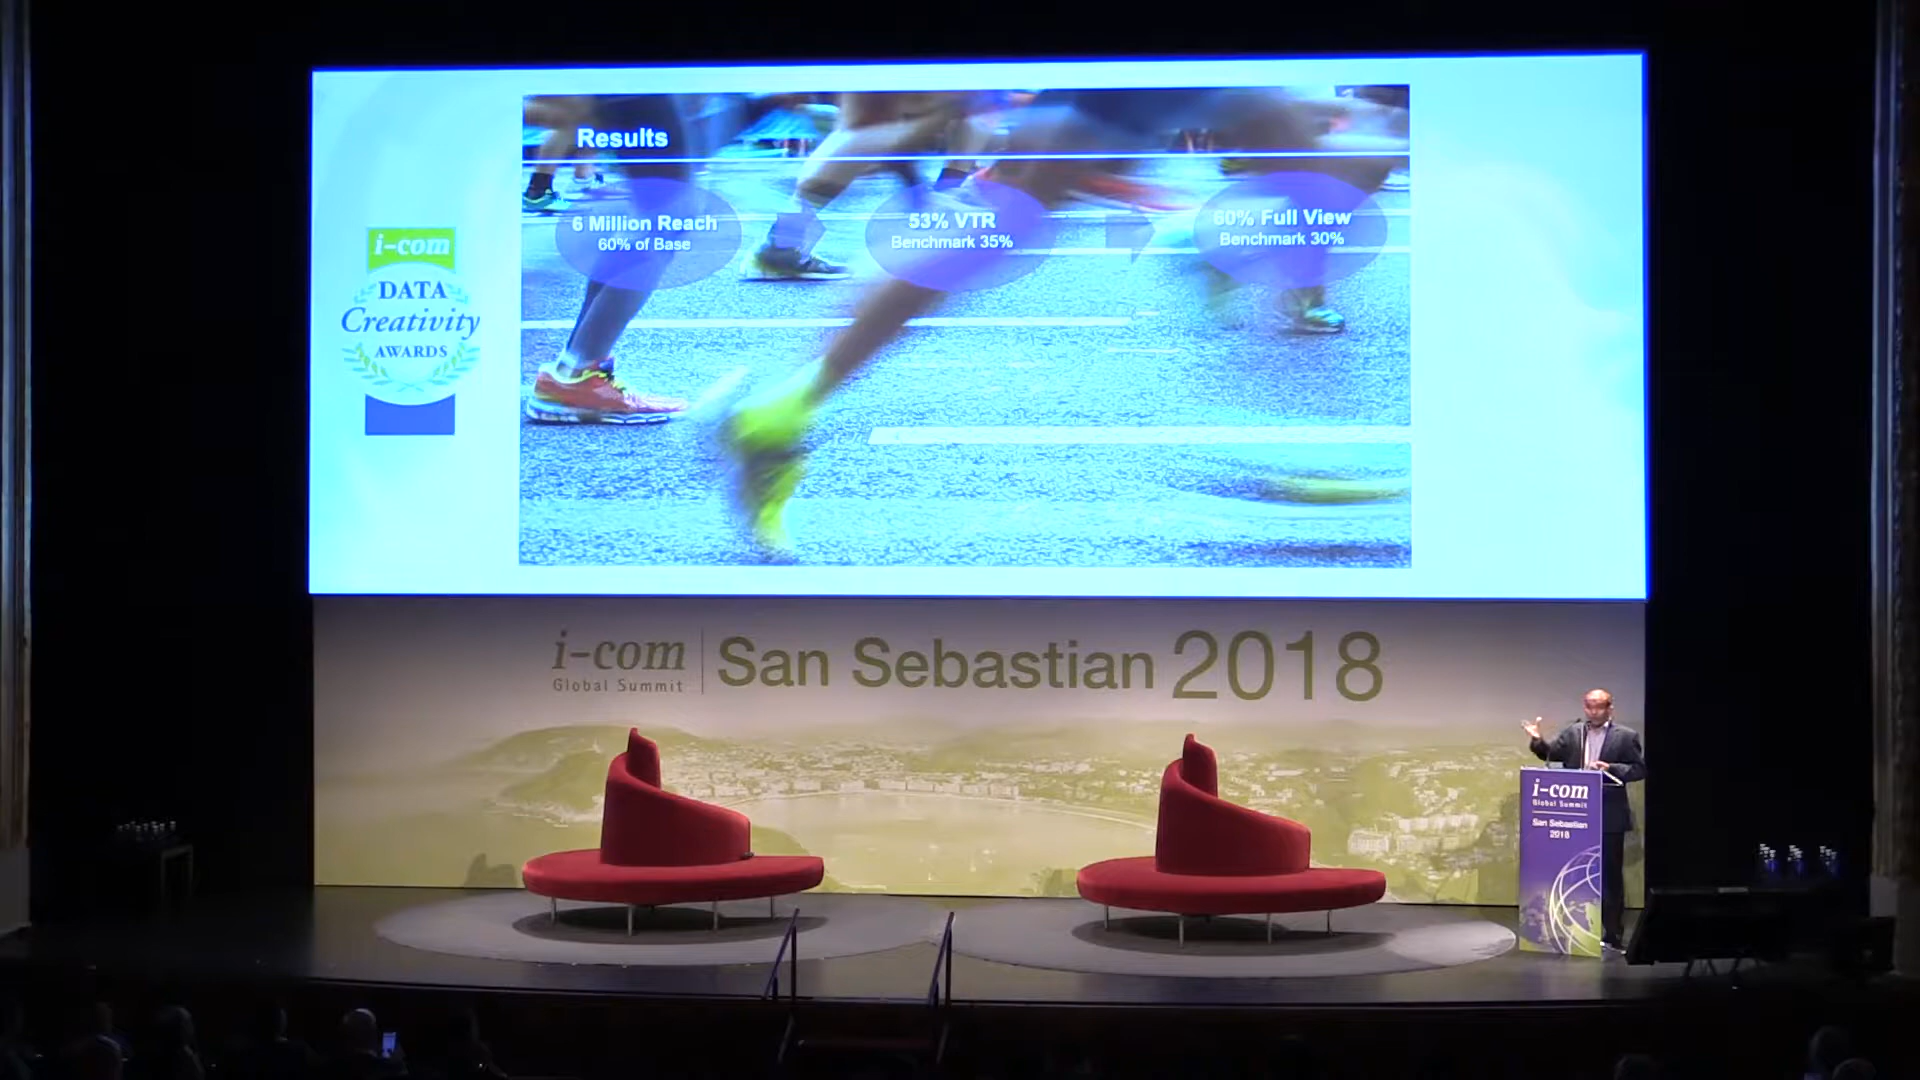 Results
6 Million Reach
60% of Base
53% VTR
Benchmark 35%
60% Full View
Benchmark 30%
i-com
DATA
Creativity
AWARDS
i-com
Global Summit
San Sebastian 2018
i-com
Global Summit
San Sebastian
2018